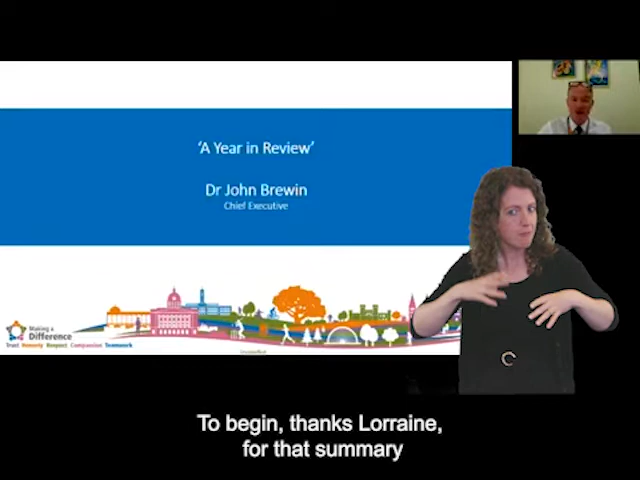 'A Year in Review'
Dr John Brewin
Chief Executive
Making a
Difference
Trust Honesty Respect Compassion Teamwork
To begin, thanks Lorraine,
for that summary